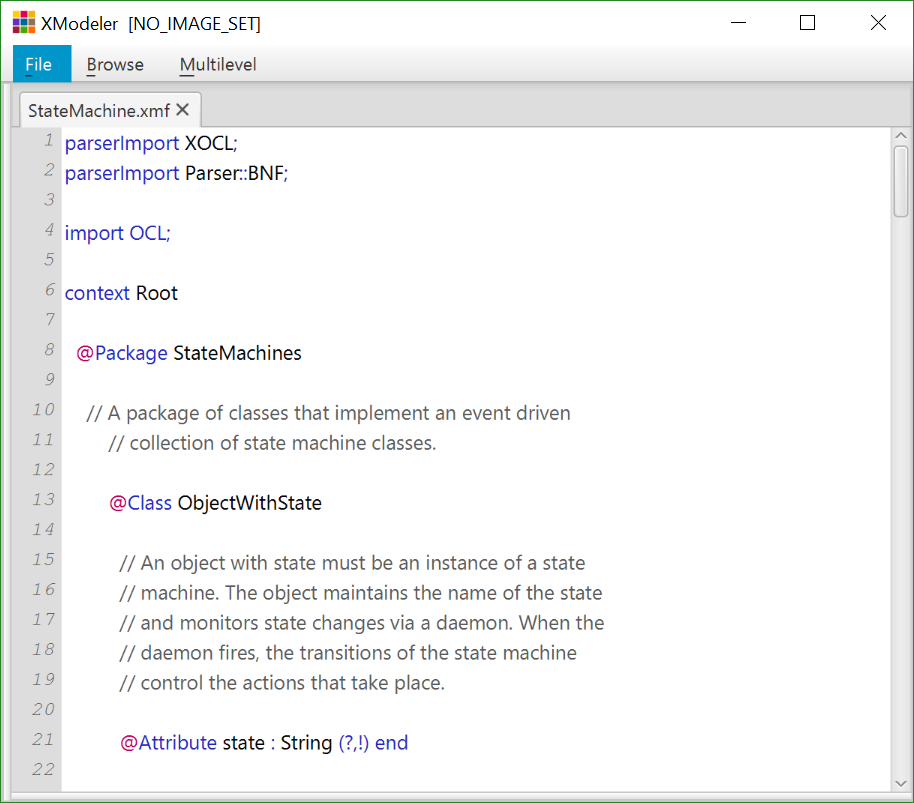 XModeler [NO_IMAGE_SET]
File Browse Multilevel
StateMachine.xmf
1 parserImport XOCL;
2 parserImport Parser::BNF;
3
4 import OCL;
5
6 context Root
7
8 @Package StateMachines
9
10 // A package of classes that implement an event driven
11 // collection of state machine classes.
12
13 @Class ObjectWithState
14
15 // An object with state must be an instance of a state
16 // machine. The object maintains the name of the state
17 // and monitors state changes via a daemon. When the
18 // daemon fires, the transitions of the state machine
19 // control the actions that take place.
20
21 @Attribute state : String (?,!) end
22